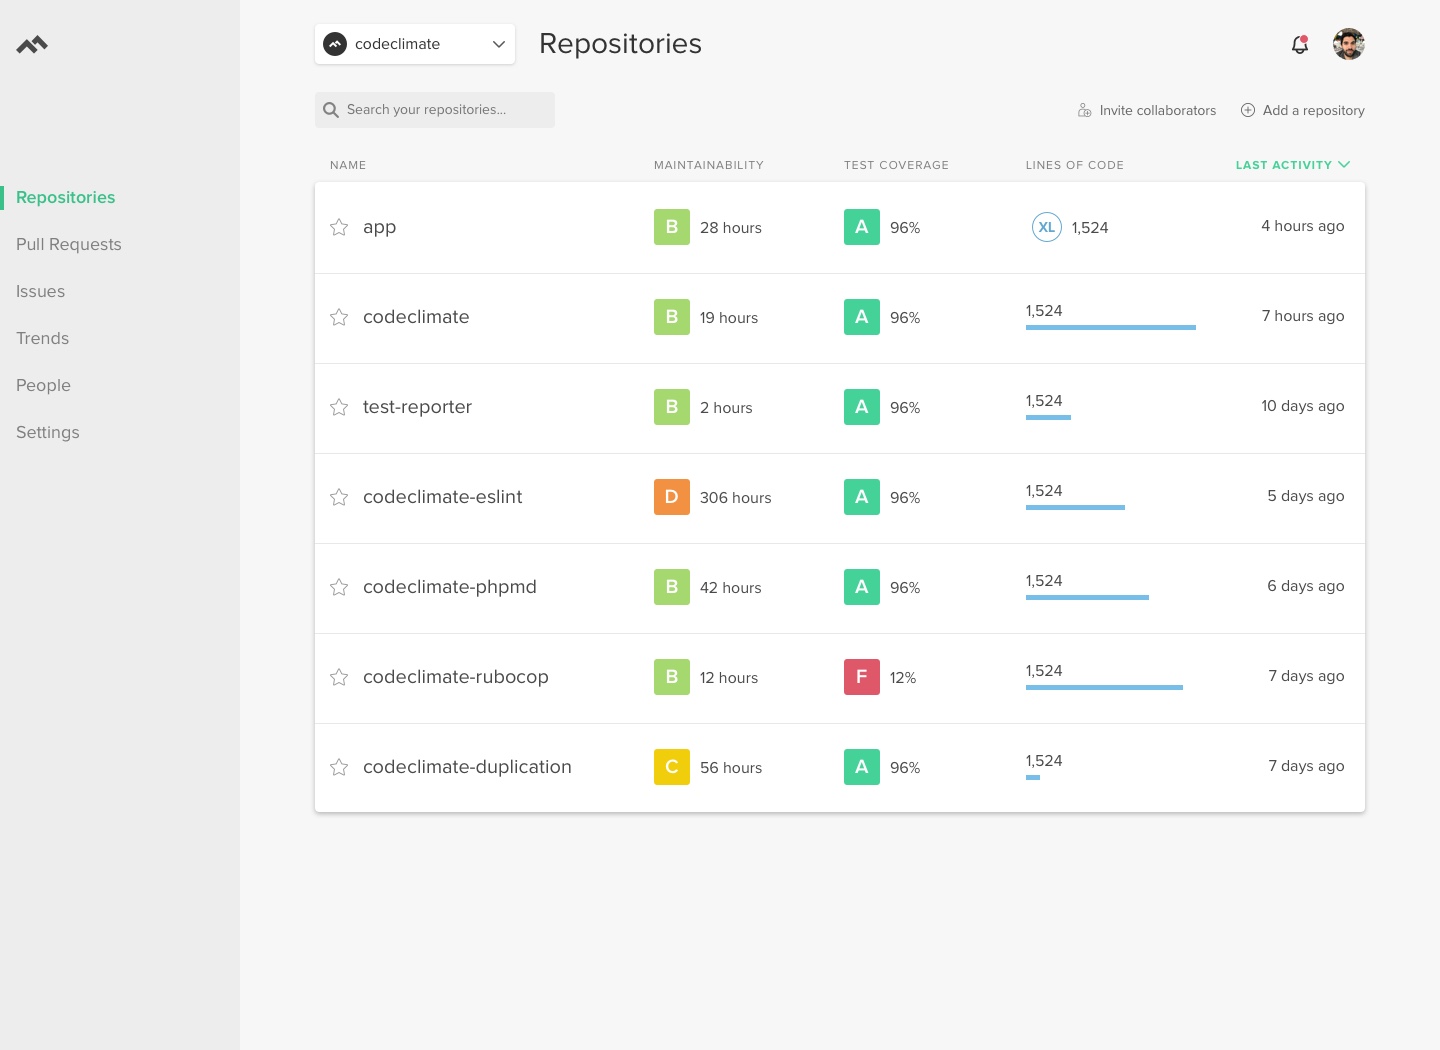 codeclimate
Repositories
Search your repositories...
Invite collaborators
Add a repository
NAME MAINTAINABILITY TEST COVERAGE LINES OF CODE LAST ACTIVITY
Repositories
Pull Requests
Issues
Trends
People
Settings
app B 28 hours A 96% XL 1,524 4 hours ago
codeclimate B 19 hours A 96% 1,524 7 hours ago
test-reporter B 2 hours A 96% 1,524 10 days ago
codeclimate-eslint D 306 hours A 96% 1,524 5 days ago
codeclimate-phpmd B 42 hours A 96% 1,524 6 days ago
codeclimate-rubocop B 12 hours F 12% 1,524 7 days ago
codeclimate-duplication C 56 hours A 96% 1,524 7 days ago